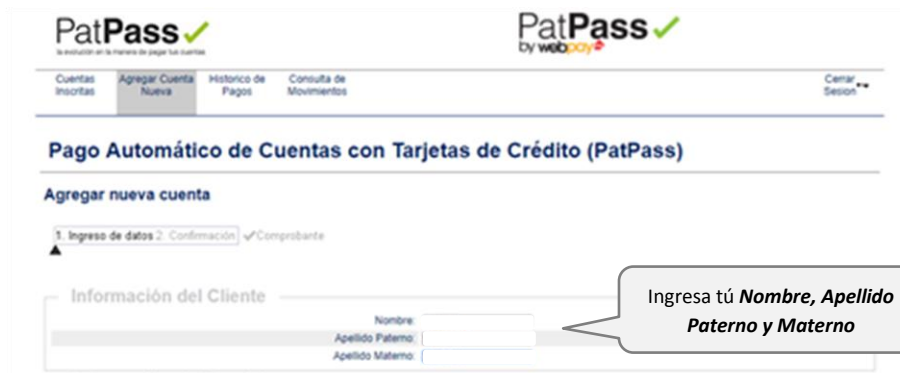 PatPass
la evolución en la manera de pagar tus cuentas
PatPass
by webpay
Cuentas Inscritas
Agregar Cuenta Nueva
Historico de Pagos
Consulta de Movimientos
Cerrar Sesion
Pago Automático de Cuentas con Tarjetas de Crédito (PatPass)
Agregar nueva cuenta
1. Ingreso de datos 2. Confirmación Comprobante
Información del Cliente
Nombre:
Apellido Paterno:
Apellido Materno:
Ingresa tú Nombre, Apellido
Paterno y Materno